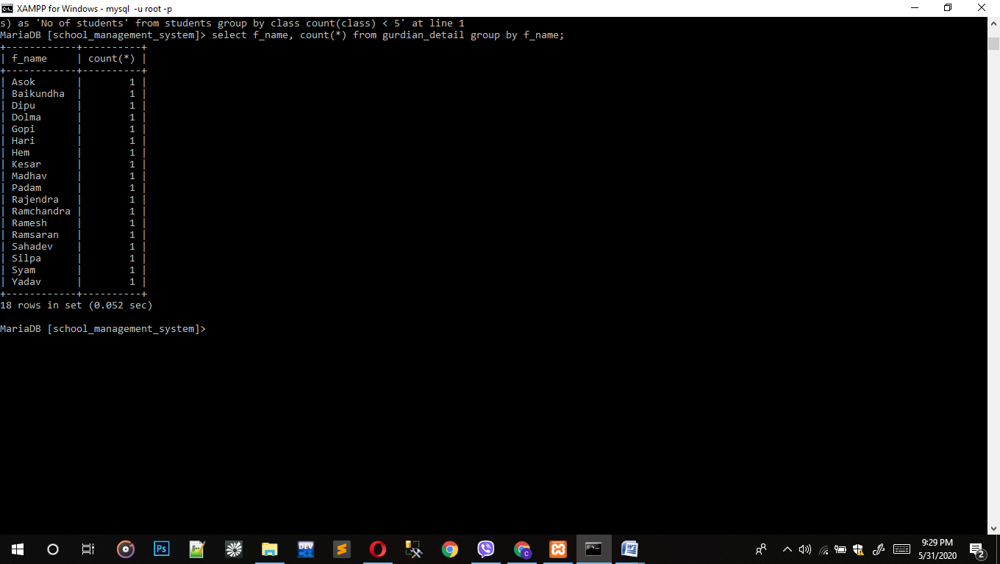 XAMPP for Windows - mysql -u root -p
s) as 'No of students' from students group by class count(class) < 5' at line 1
MariaDB [school_management_system]> select f_name, count(*) from gurdian_detail group by f_name;
+------------+----------+
| f_name     | count(*) |
+------------+----------+
| Asok       |        1 |
| Baikundha  |        1 |
| Dipu       |        1 |
| Dolma      |        1 |
| Gopi       |        1 |
| Hari       |        1 |
| Hem        |        1 |
| Kesar      |        1 |
| Madhav     |        1 |
| Padam      |        1 |
| Rajendra   |        1 |
| Ramchandra |        1 |
| Ramesh     |        1 |
| Ramsaran   |        1 |
| Sahadev    |        1 |
| Silpa      |        1 |
| Syam       |        1 |
| Yadav      |        1 |
+------------+----------+
18 rows in set (0.052 sec)
MariaDB [school_management_system]>
Ps
DEV
C
9:29 PM
5/31/2020
2